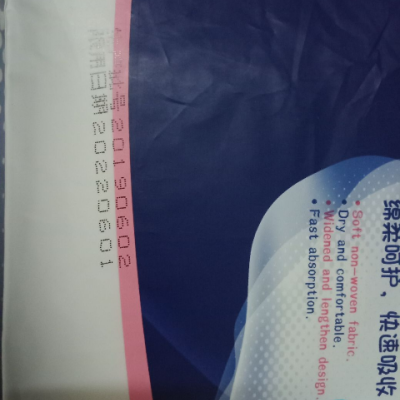 绵柔呵护，快速吸收
• Soft non-woven fabric.
• Dry and comfortable.
• Widened and lengthen design.
• Fast absorption.
批号20190602
限用日期20220601